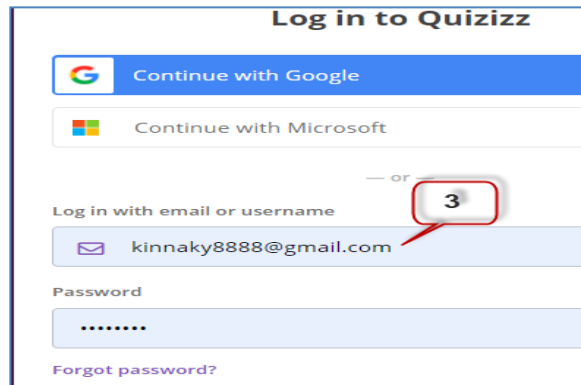 Log in to Quizizz
Continue with Google
Continue with Microsoft
— or —
3
Log in with email or username
kinnaky8888@gmail.com
Password
••••••••
Forgot password?